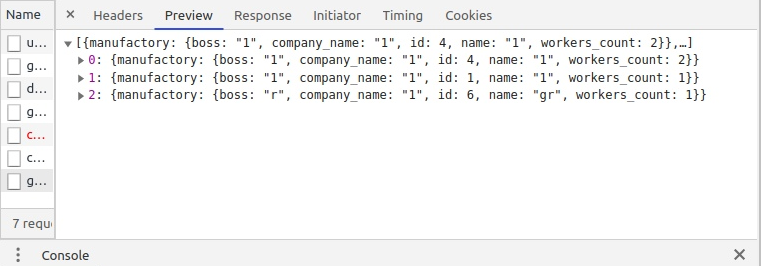 Name
× Headers Preview Response Initiator Timing Cookies
u...
g...
d...
g...
c...
c...
g...
7 requ
▼[{manufactory: {boss: "1", company_name: "1", id: 4, name: "1", workers_count: 2}},…]
▶0: {manufactory: {boss: "1", company_name: "1", id: 4, name: "1", workers_count: 2}}
▶1: {manufactory: {boss: "1", company_name: "1", id: 1, name: "1", workers_count: 1}}
▶2: {manufactory: {boss: "r", company_name: "1", id: 6, name: "gr", workers_count: 1}}
Console